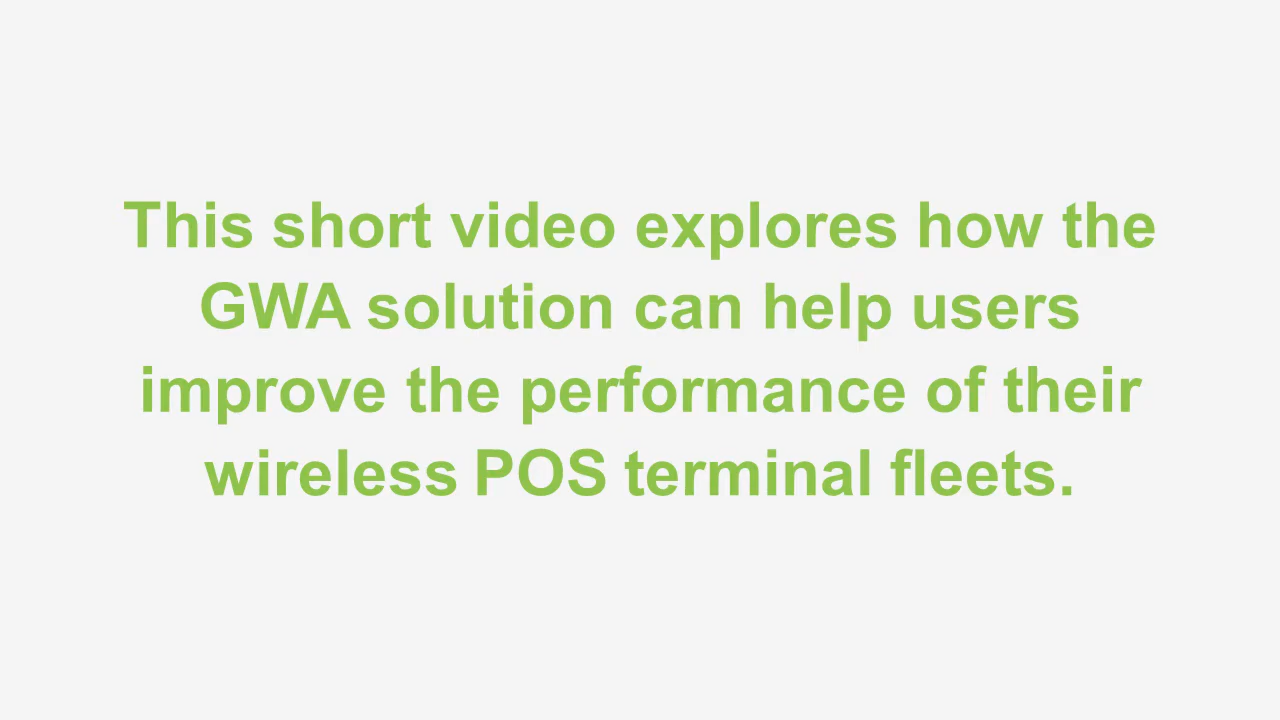 This short video explores how the
GWA solution can help users
improve the performance of their
wireless POS terminal fleets.